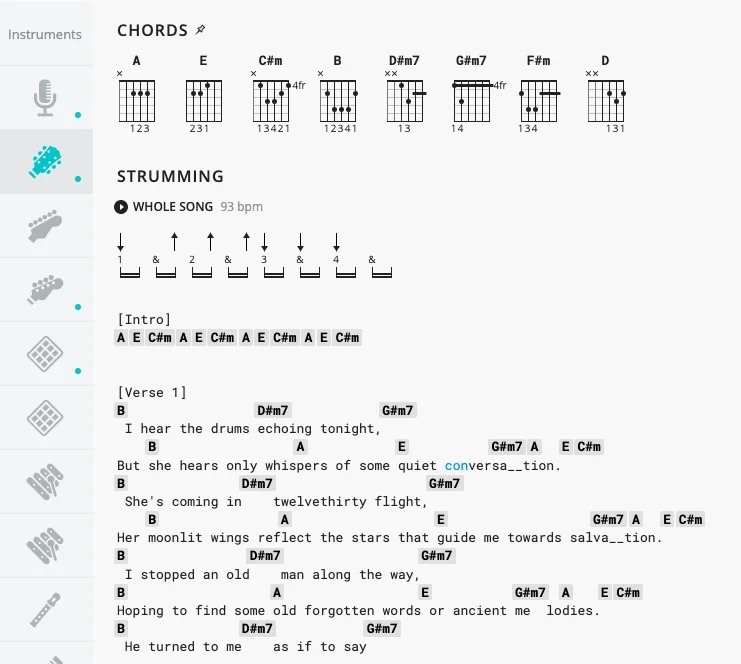 Instruments
CHORDS
A E C#m B D#m7 G#m7 F#m D
× × × ×× ××
4fr 4fr
123 231 13421 12341 13 14 134 131
STRUMMING
WHOLE SONG 93 bpm
1 & 2 & 3 & 4 &
[Intro]
A E C#m A E C#m A E C#m A E C#m
[Verse 1]
B D#m7 G#m7
I hear the drums echoing tonight,
B A E G#m7 A E C#m
But she hears only whispers of some quiet conversa__tion.
B D#m7 G#m7
She's coming in twelvethirty flight,
B A E G#m7 A E C#m
Her moonlit wings reflect the stars that guide me towards salva__tion.
B D#m7 G#m7
I stopped an old man along the way,
B A E G#m7 A E C#m
Hoping to find some old forgotten words or ancient me lodies.
B D#m7 G#m7
He turned to me as if to say